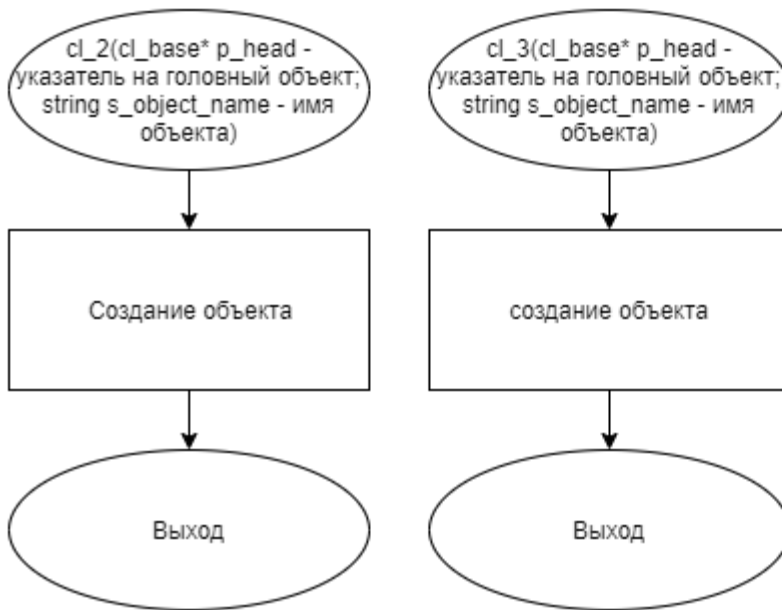 cl_2(cl_base* p_head -
указатель на головный объект;
string s_object_name - имя
объекта)
cl_3(cl_base* p_head -
указатель на головный объект;
string s_object_name - имя
объекта)
Создание объекта
создание объекта
Выход
Выход